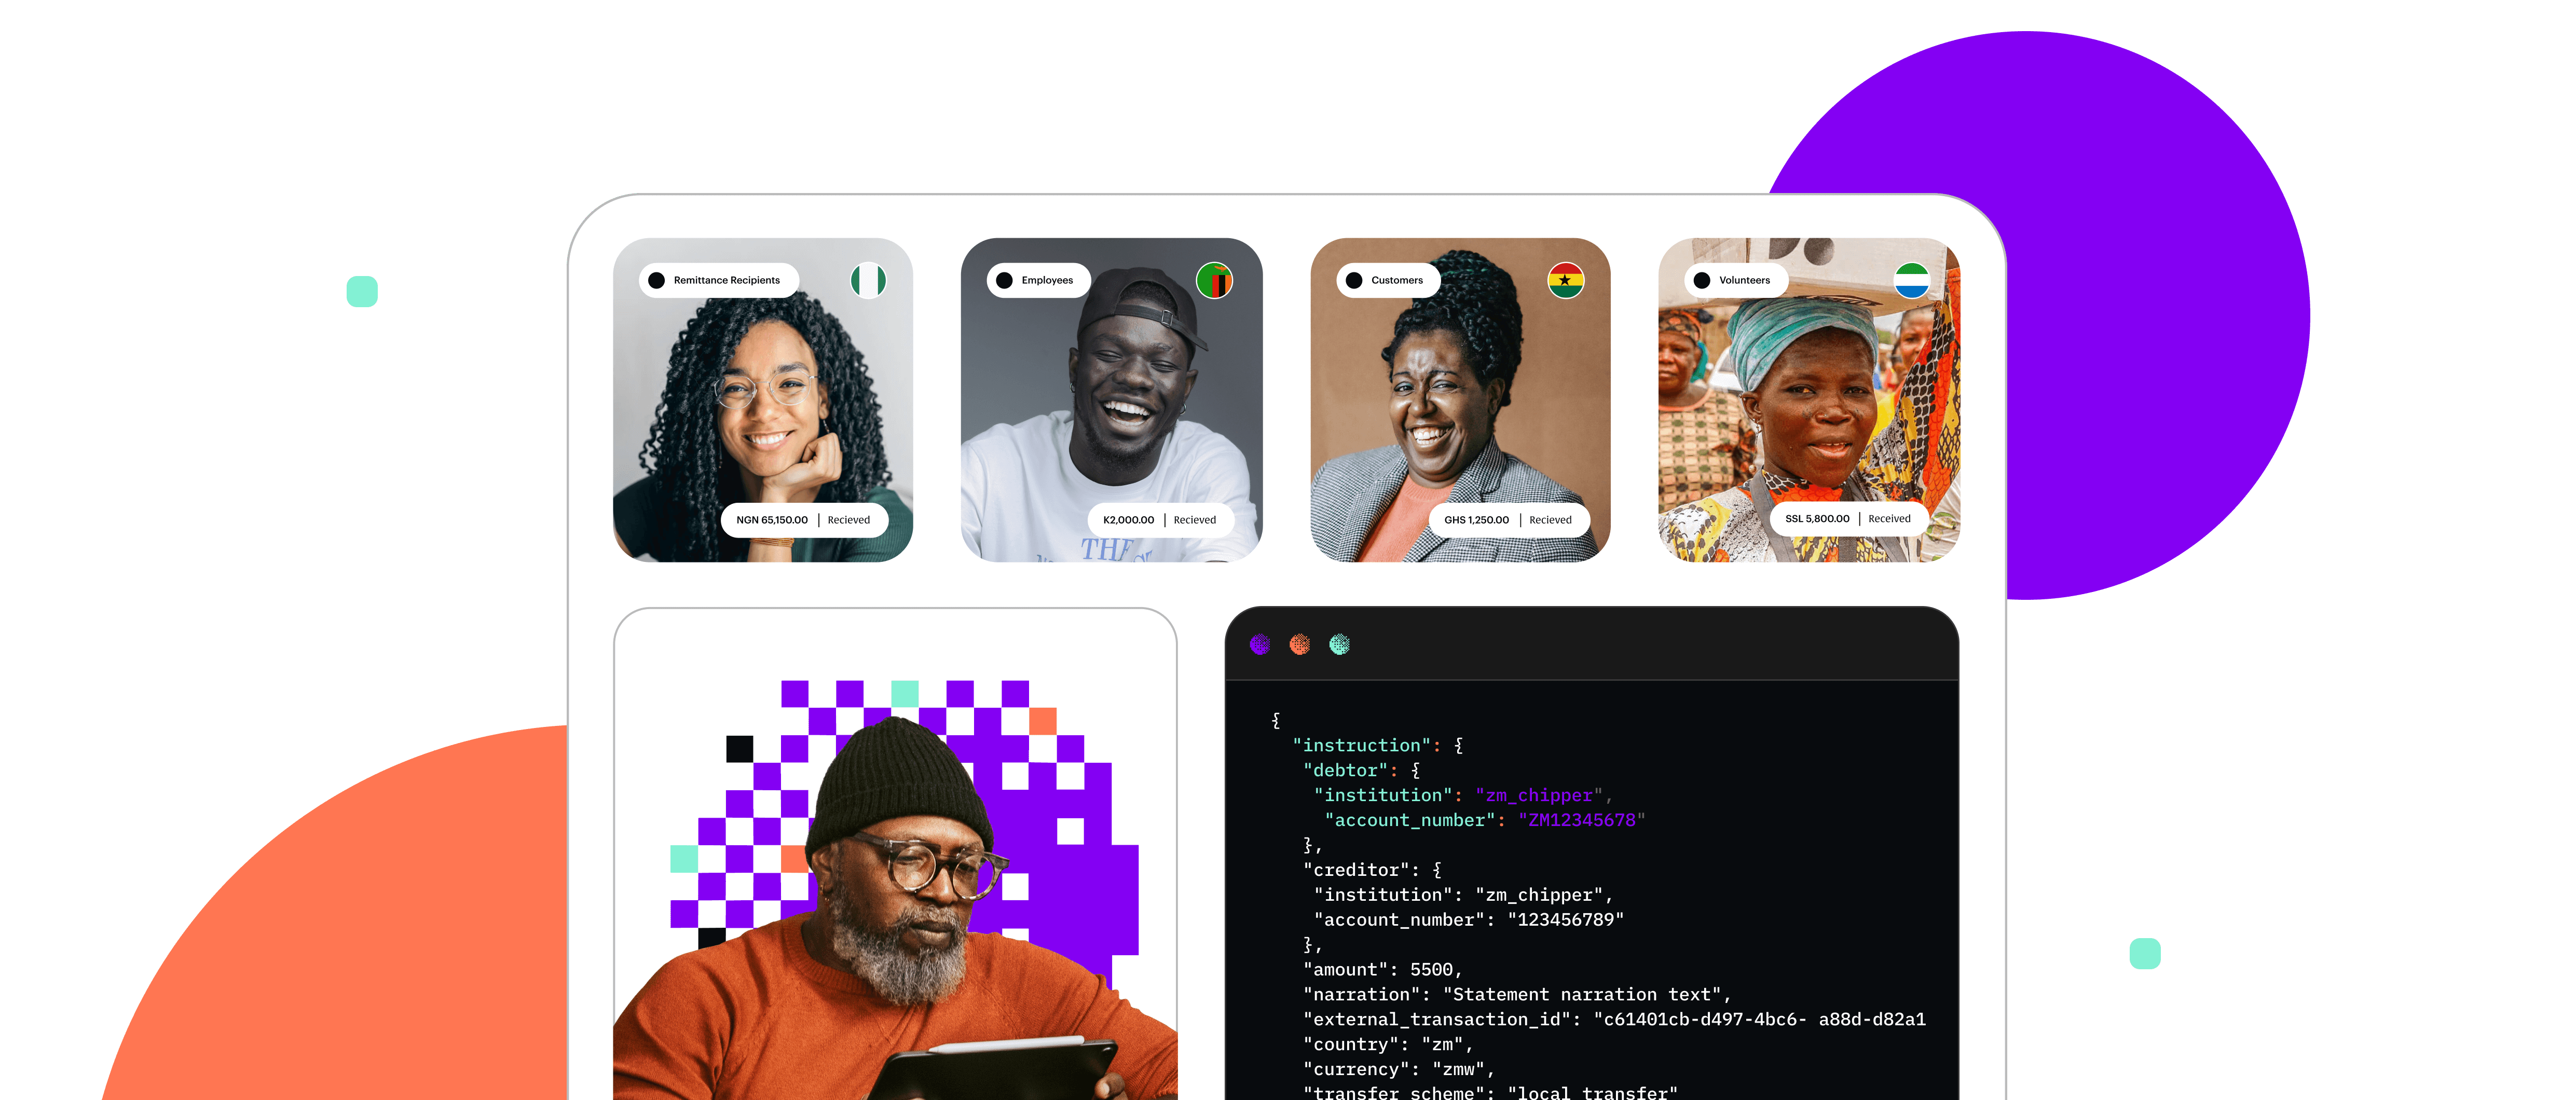 Remittance Recipients
NGN 65,150.00 | Recieved
Employees
K2,000.00 | Recieved
THE
Customers
GHS 1,250.00 | Recieved
Volunteers
SSL 5,800.00 | Received
{
"instruction": {
"debtor": {
"institution": "zm_chipper",
"account_number": "ZM12345678"
},
"creditor": {
"institution": "zm_chipper",
"account_number": "123456789"
},
"amount": 5500,
"narration": "Statement narration text",
"external_transaction_id": "c61401cb-d497-4bc6- a88d-d82a1
"country": "zm",
"currency": "zmw",
"transfer_scheme": "local_transfer"